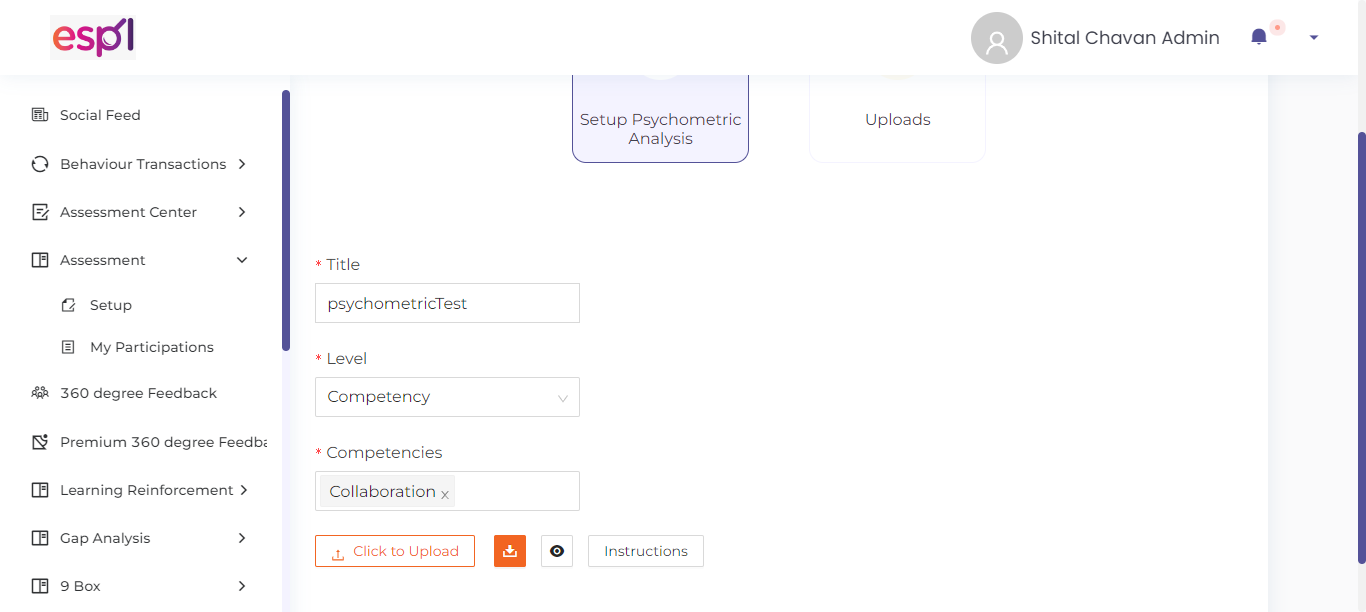 espl
Shital Chavan Admin
Social Feed
Behaviour Transactions
Assessment Center
Assessment
Setup
My Participations
360 degree Feedback
Premium 360 degree Feedba
Learning Reinforcement
Gap Analysis
9 Box
Setup Psychometric
Analysis
Uploads
* Title
psychometricTest
* Level
Competency
* Competencies
Collaboration x
Click to Upload
Instructions